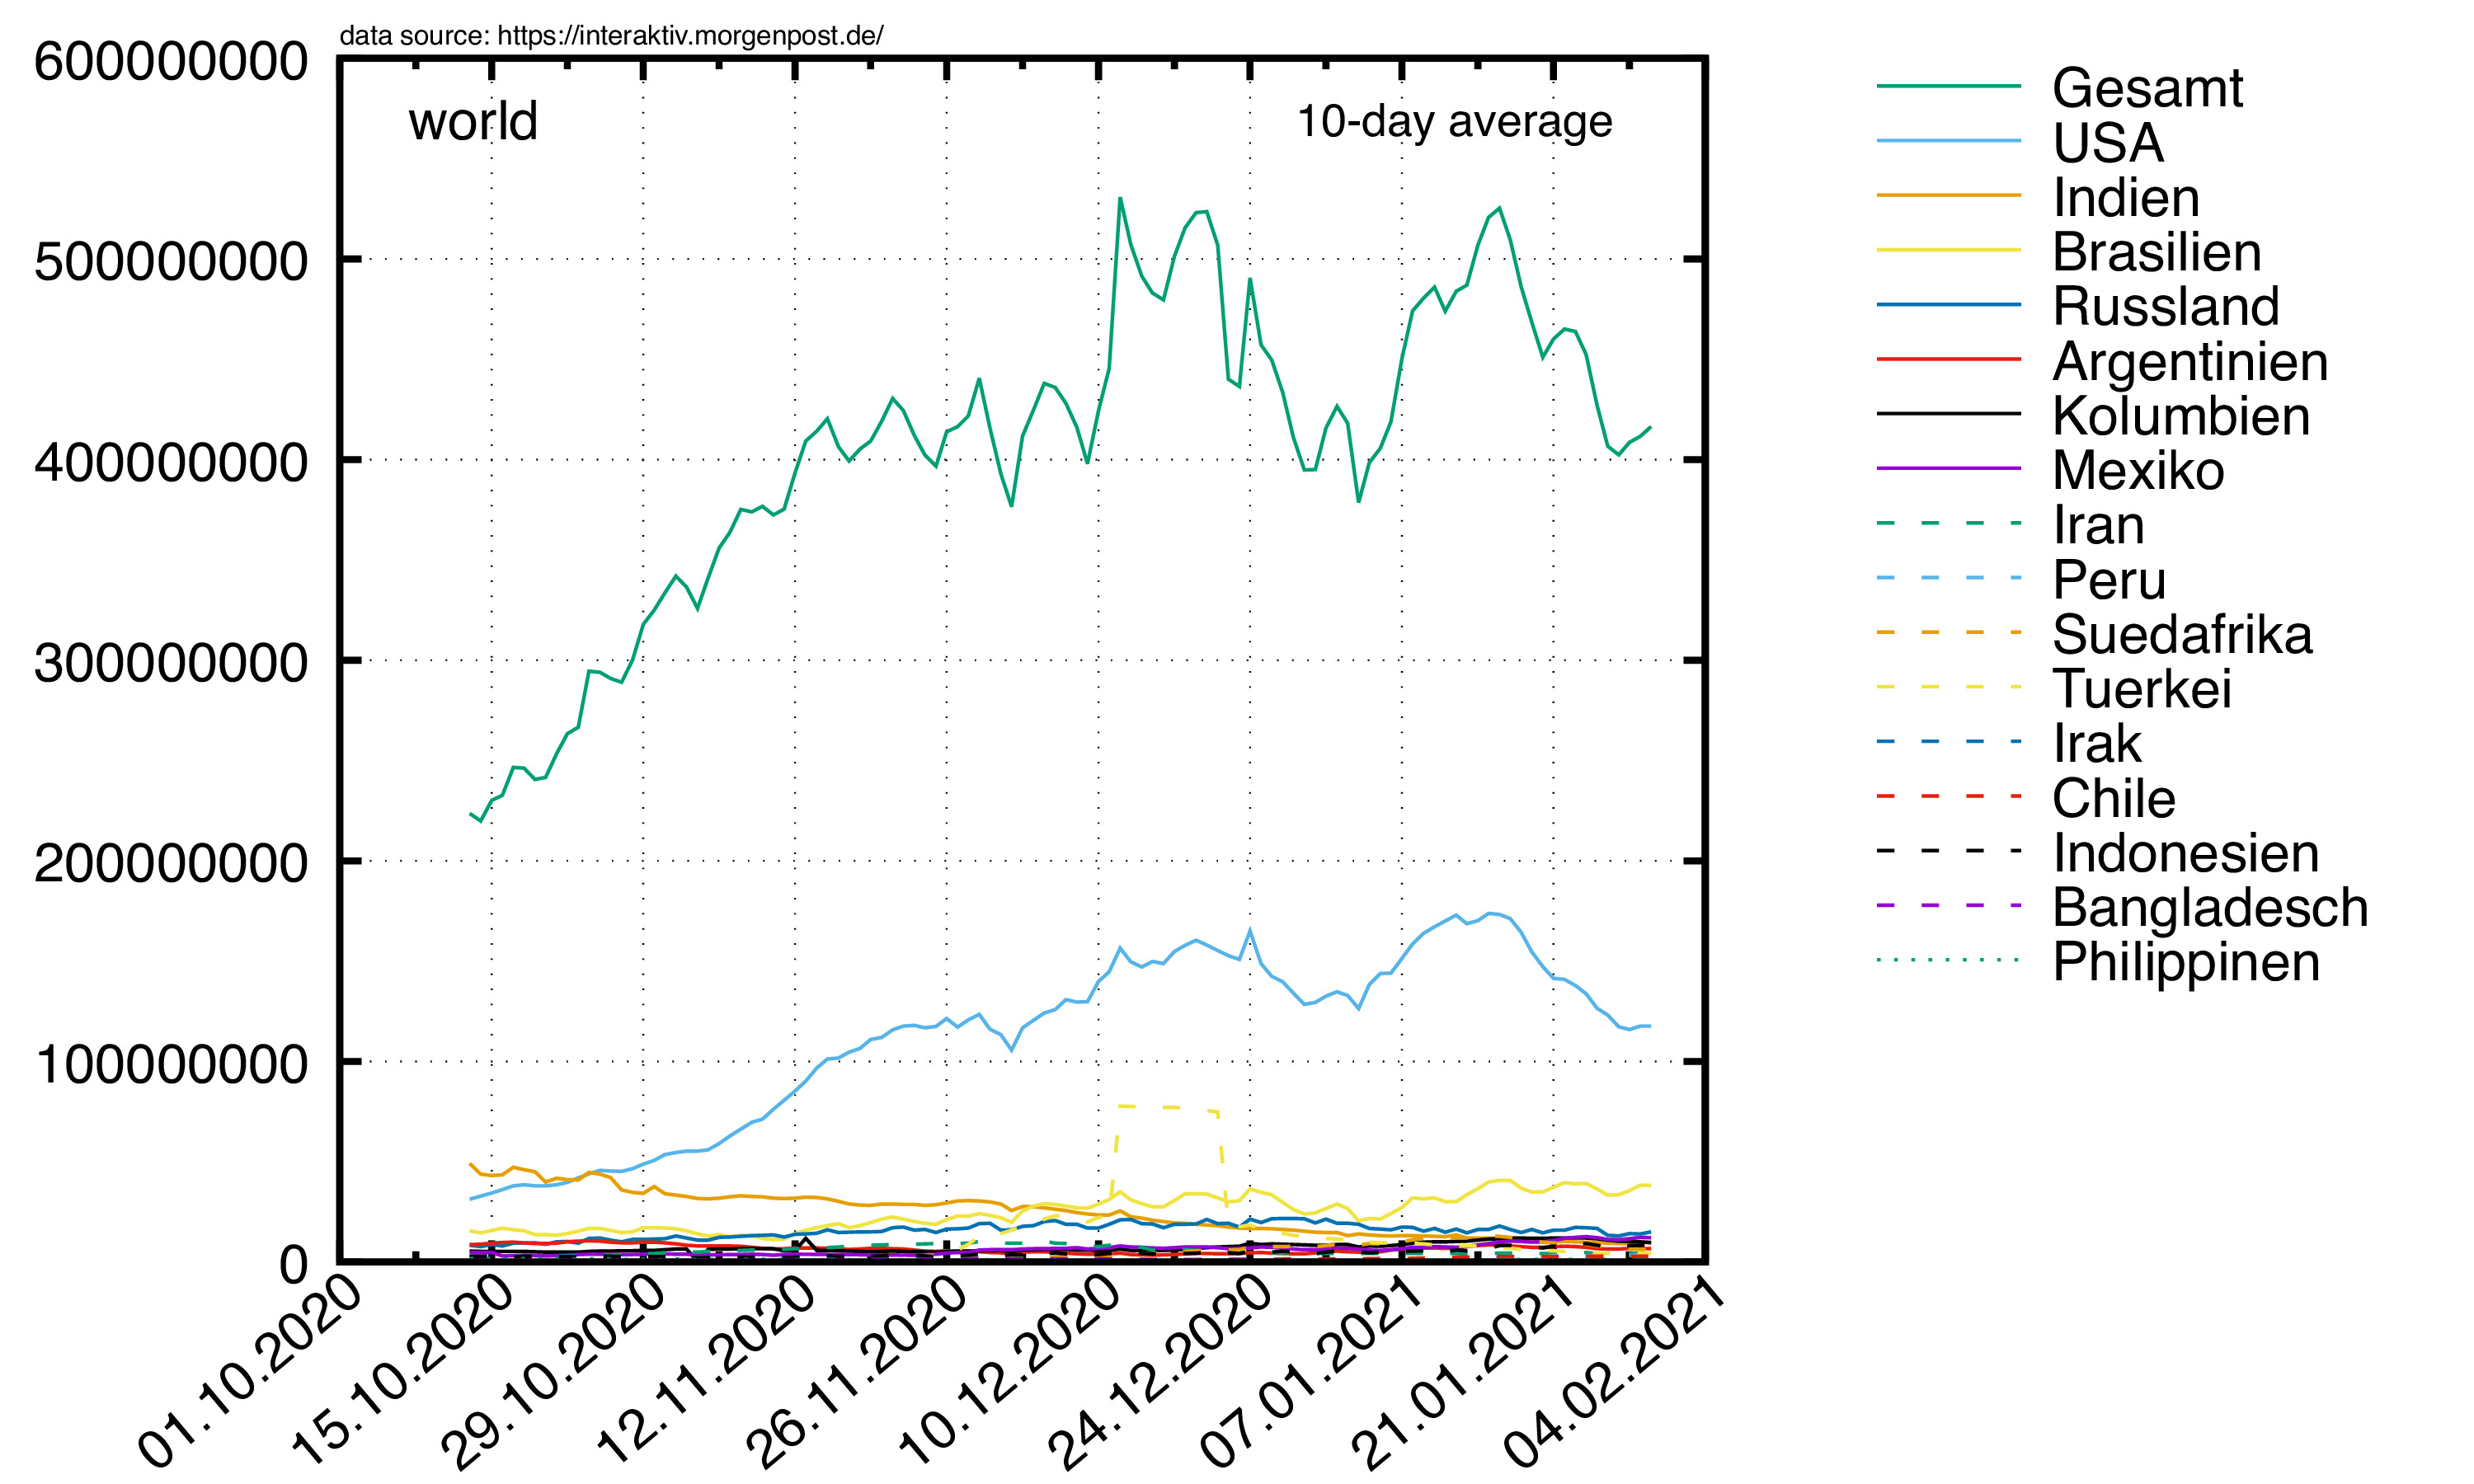 data source: https://interaktiv.morgenpost.de/
world
10-day average
600000000
500000000
400000000
300000000
200000000
100000000
0
01.10.2020
15.10.2020
29.10.2020
12.11.2020
26.11.2020
10.12.2020
24.12.2020
07.01.2021
21.01.2021
04.02.2021
Gesamt
USA
Indien
Brasilien
Russland
Argentinien
Kolumbien
Mexiko
Iran
Peru
Suedafrika
Tuerkei
Irak
Chile
Indonesien
Bangladesch
Philippinen